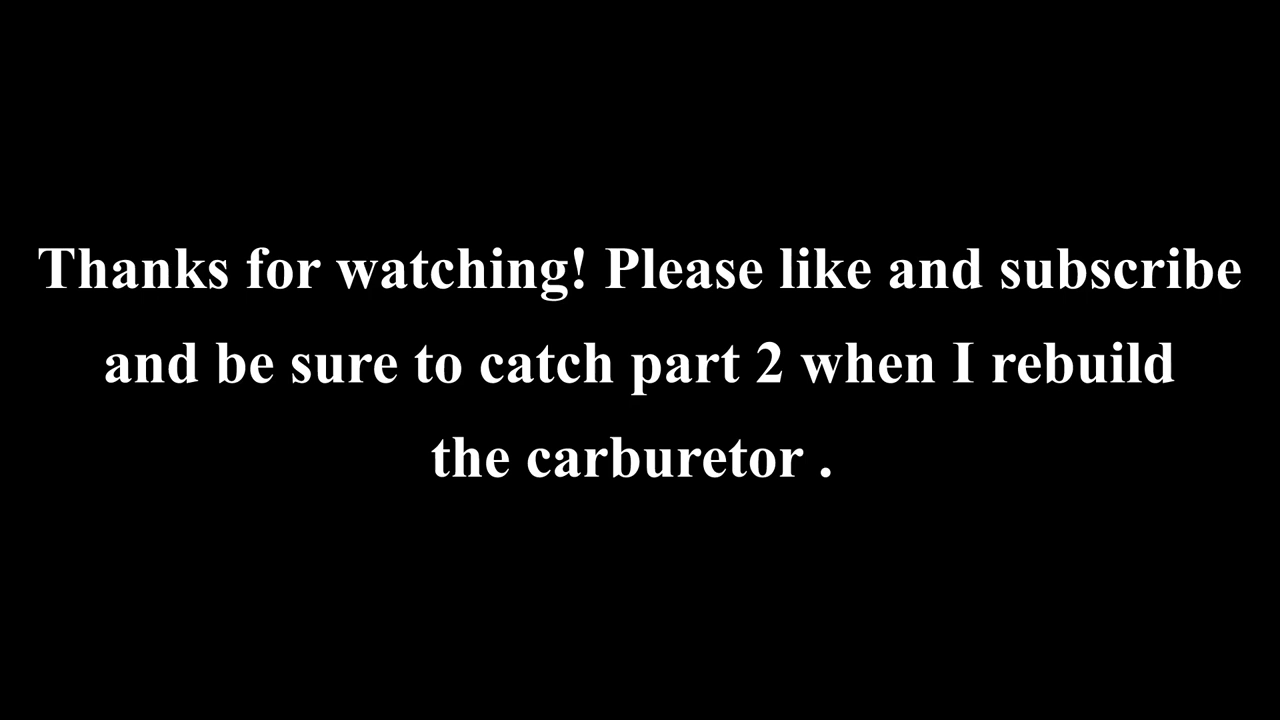 Thanks for watching! Please like and subscribe
and be sure to catch part 2 when I rebuild
the carburetor .